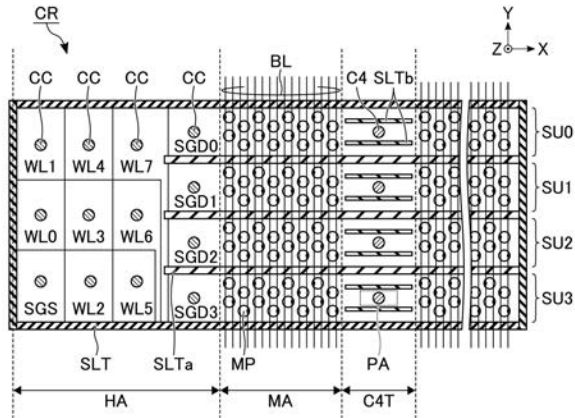 CR
Y
Z X
CC CC CC CC BL C4 SLTb
SGD0 SU0
WL1 WL4 WL7
SGD1 SU1
WL0 WL3 WL6
SGD2 SU2
SGS WL2 WL5
SGD3 SU3
SLT SLTa MP PA
HA MA C4T